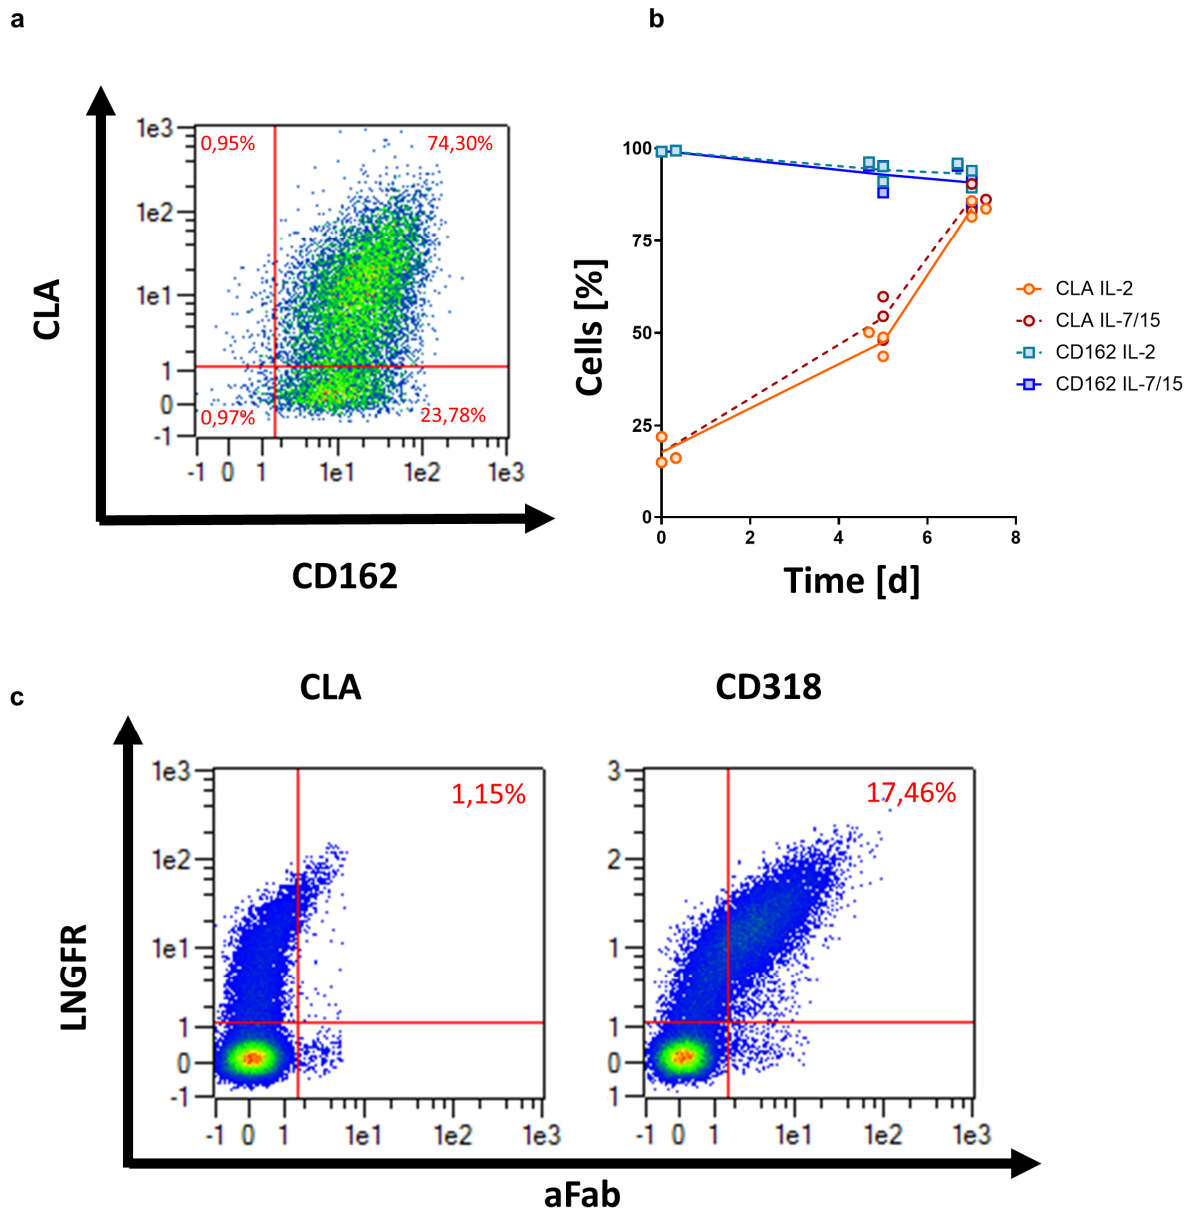 a
CLA
1e3
1e2
1e1
1
0
-1
0,95%
74,30%
0,97%
23,78%
-1 0 1 1e1 1e2 1e3
CD162
b
Cells [%]
100
75
50
25
0
0 2 4 6 8
Time [d]
CLA IL-2
CLA IL-7/15
CD162 IL-2
CD162 IL-7/15
c
CLA
CD318
LNGFR
1e3
1e2
1e1
1
0
-1
1,15%
-1 0 1 1e1 1e2 1e3
3
2
1
1
0
1
17,46%
-1 0 1 1e1 1e2 1e3
aFab